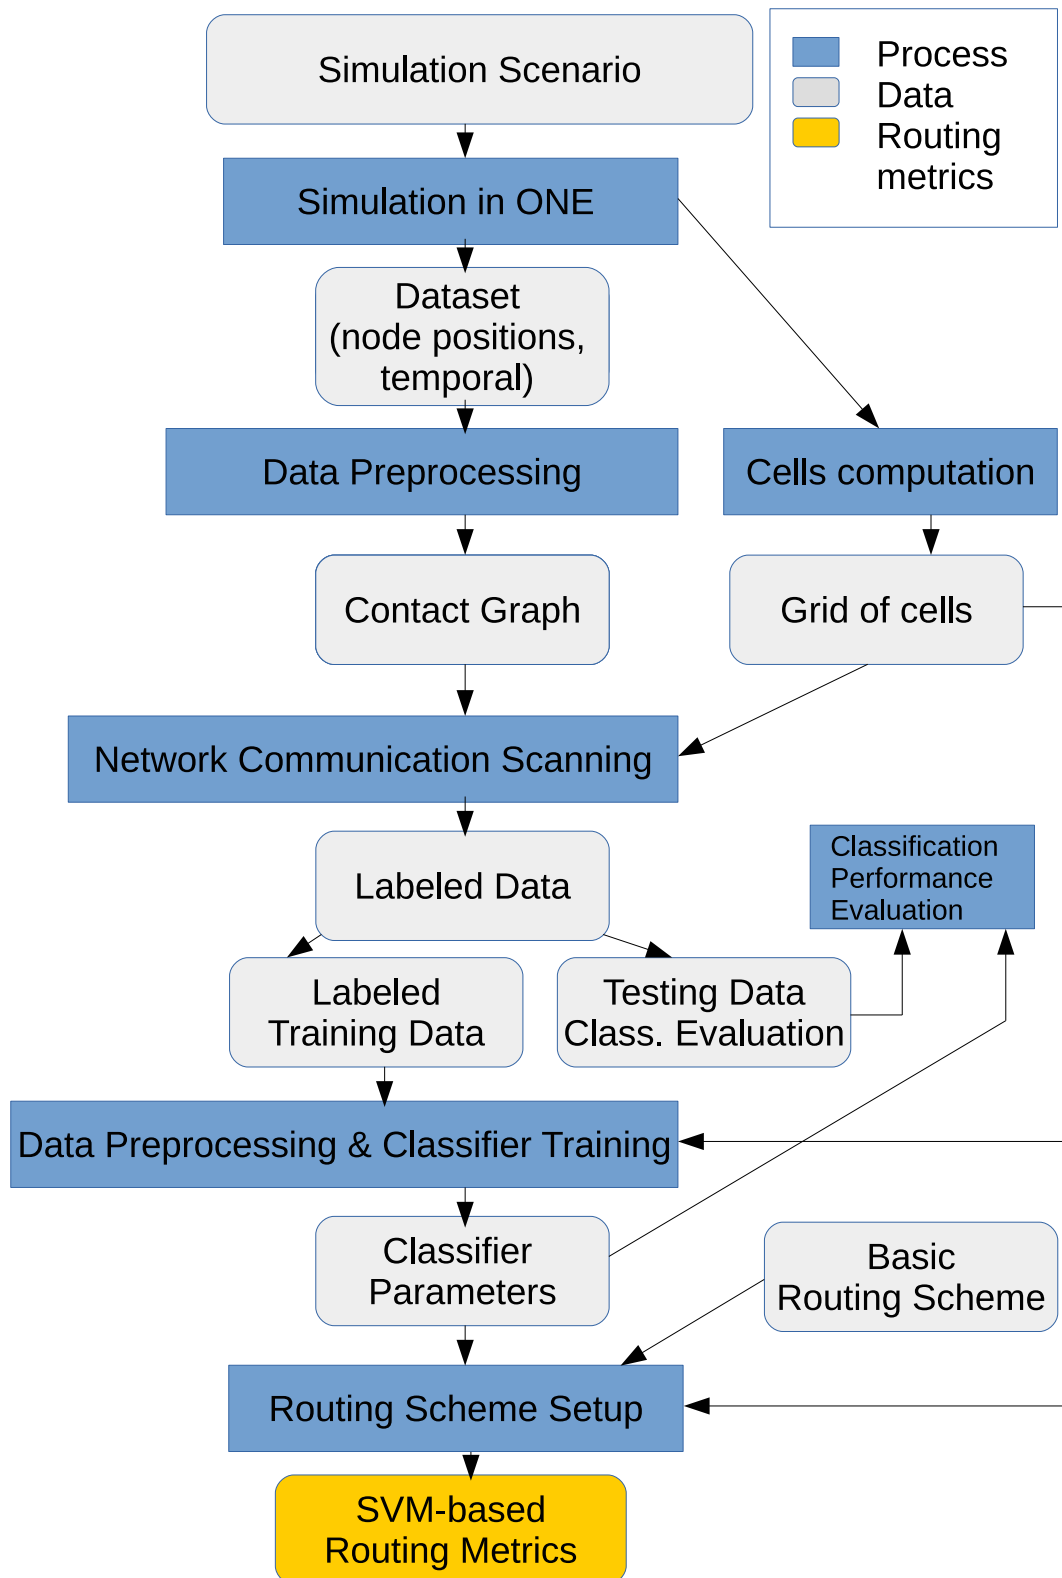 Simulation Scenario
Process
Data
Routing
metrics
Simulation in ONE
Dataset
(node positions,
temporal)
Data Preprocessing
Cells computation
Contact Graph
Grid of cells
Network Communication Scanning
Labeled Data
Classification
Performance
Evaluation
Labeled
Training Data
Testing Data
Class. Evaluation
Data Preprocessing & Classifier Training
Classifier
Parameters
Basic
Routing Scheme
Routing Scheme Setup
SVM-based
Routing Metrics